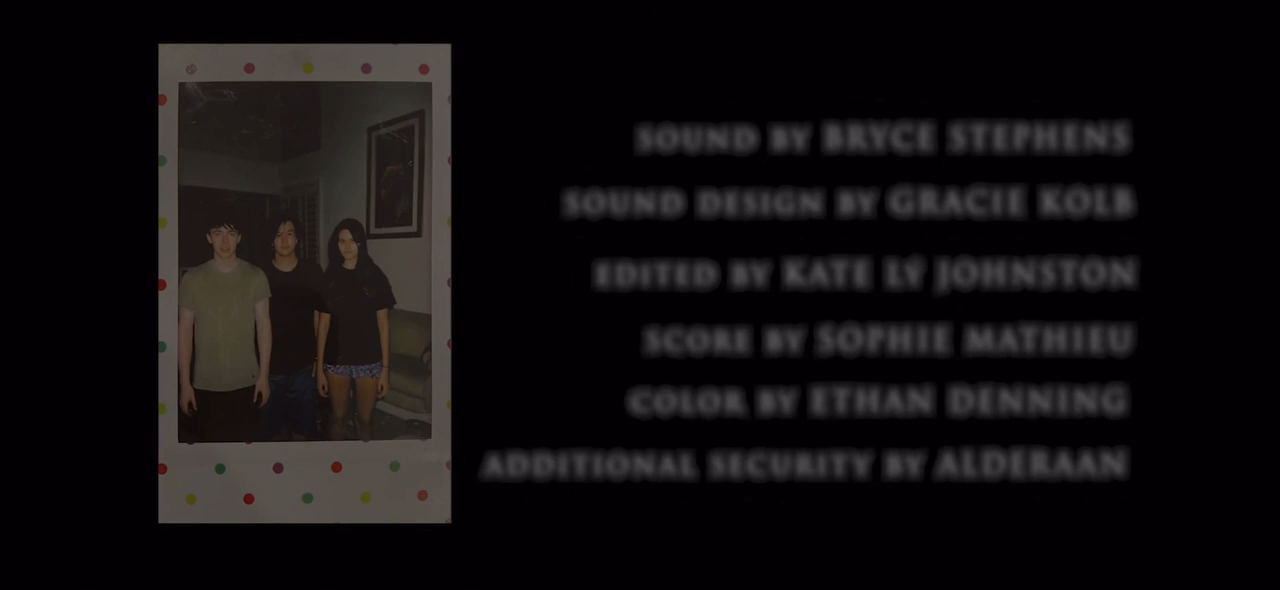 SOUND BY BRYCE STEPHENS
SOUND DESIGN BY GRACIE KOLB
EDITED BY KATE LY JOHNSTON
SCORE BY SOPHIE MATHIEU
COLOR BY ETHAN DENNING
ADDITIONAL SECURITY BY ALDERAAN